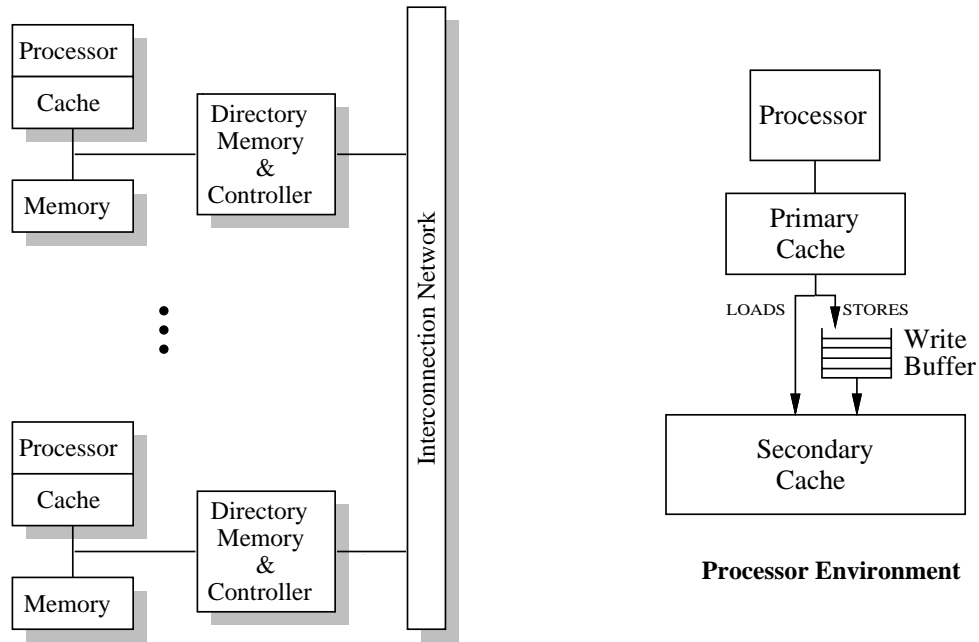 Processor
Cache
Memory
Directory
Memory
&
Controller
Processor
Cache
Memory
Directory
Memory
&
Controller
Interconnection Network
Processor
Primary
Cache
LOADS
STORES
Write
Buffer
Secondary
Cache
Processor Environment